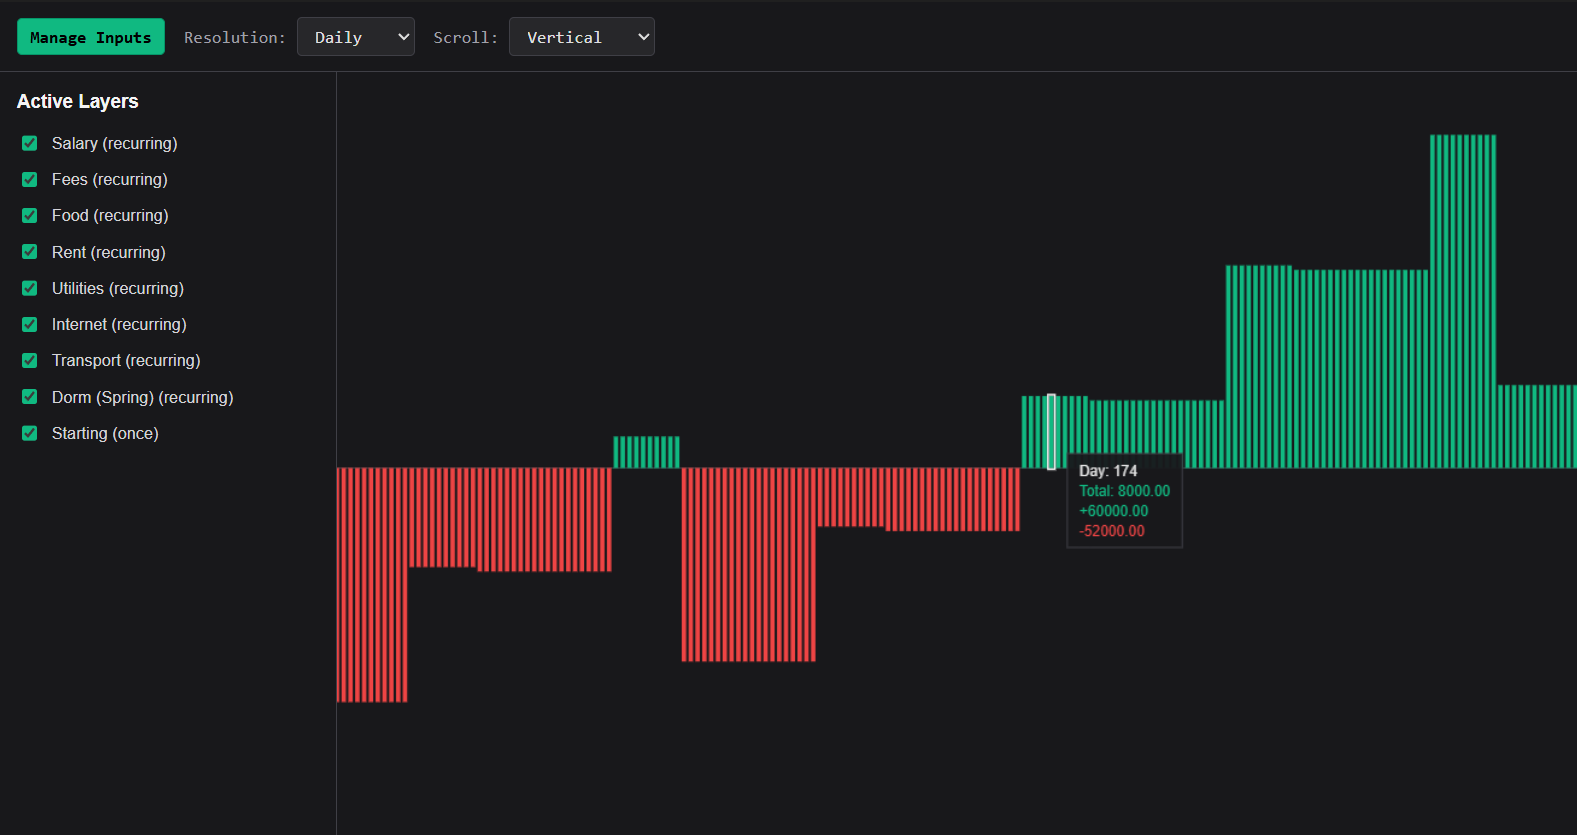 Manage Inputs Resolution: Daily Scroll: Vertical
Active Layers
Salary (recurring)
Fees (recurring)
Food (recurring)
Rent (recurring)
Utilities (recurring)
Internet (recurring)
Transport (recurring)
Dorm (Spring) (recurring)
Starting (once)
Day: 174
Total: 8000.00
+60000.00
-52000.00